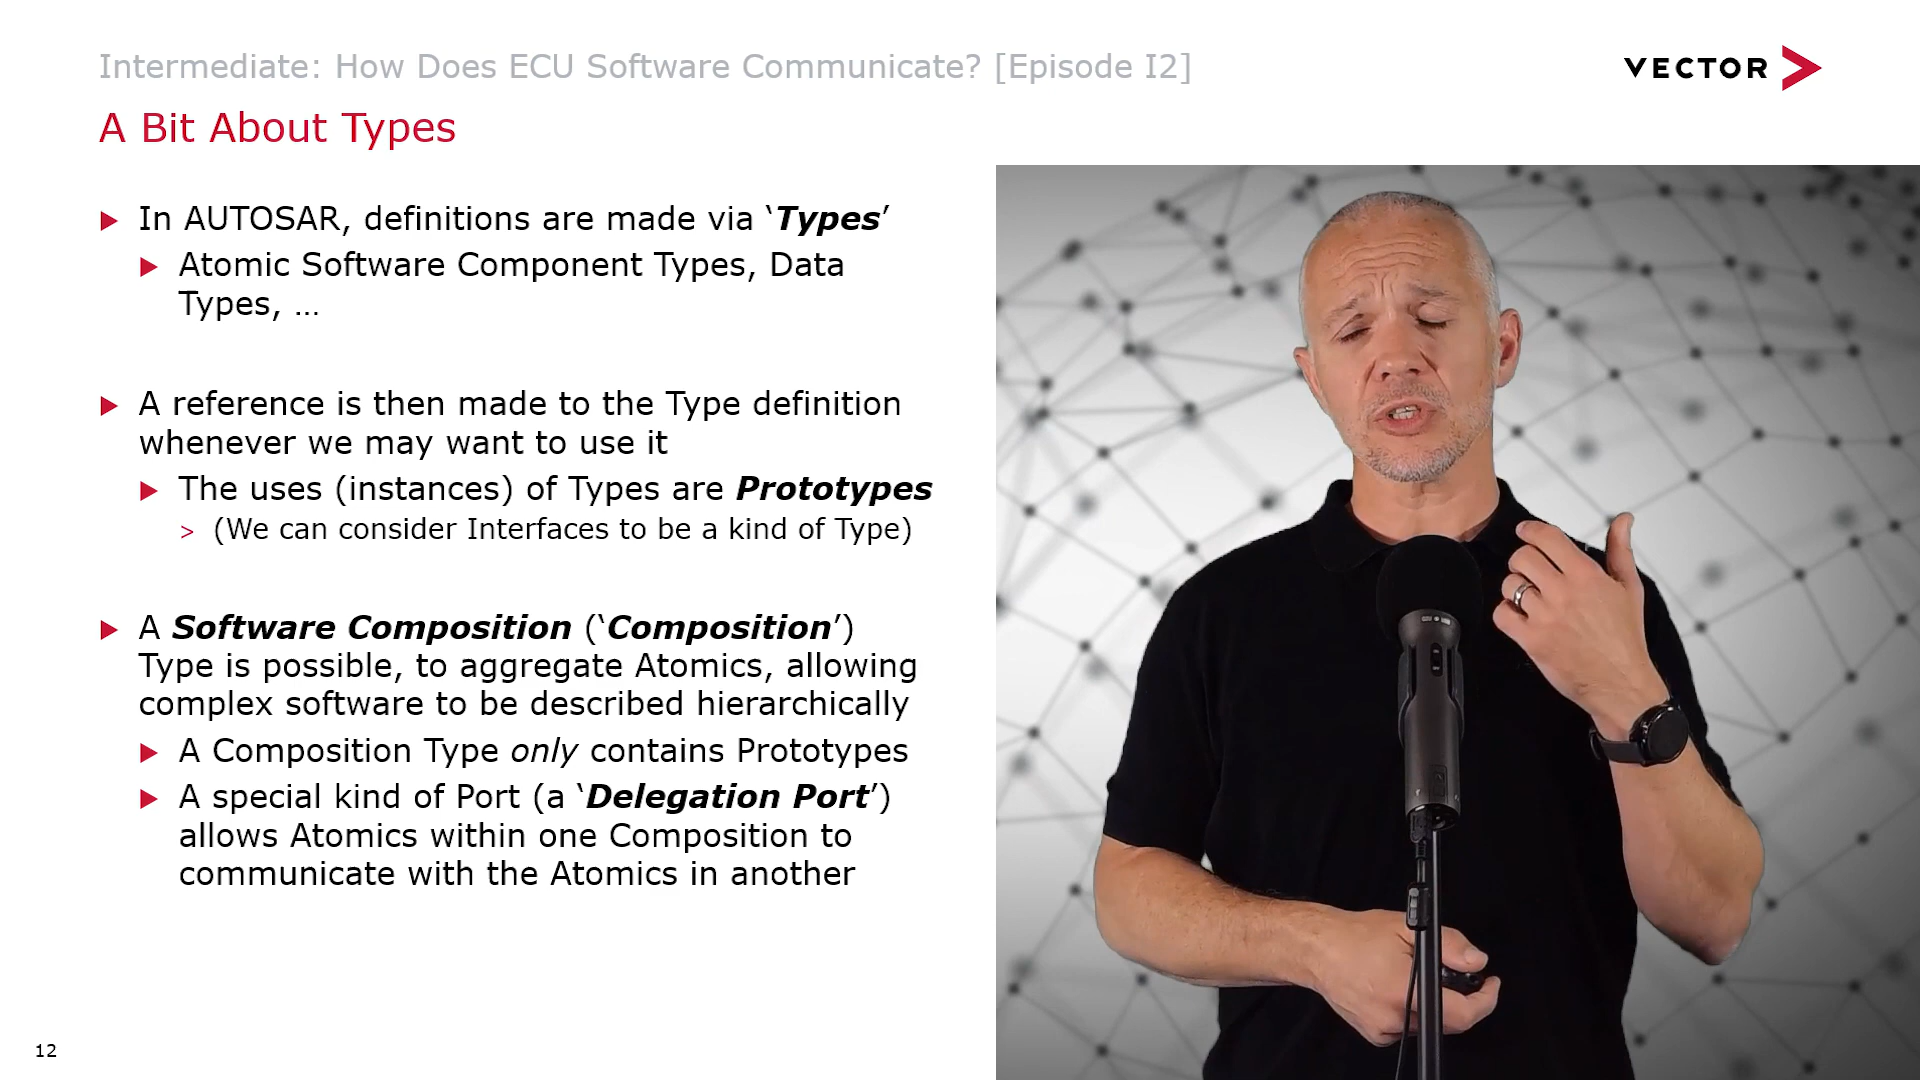 Intermediate: How Does ECU Software Communicate? [Episode I2]
VECTOR
A Bit About Types
In AUTOSAR, definitions are made via ‘Types’
Atomic Software Component Types, Data
Types, …
A reference is then made to the Type definition
whenever we may want to use it
The uses (instances) of Types are Prototypes
> (We can consider Interfaces to be a kind of Type)
A Software Composition (‘Composition’)
Type is possible, to aggregate Atomics, allowing
complex software to be described hierarchically
A Composition Type only contains Prototypes
A special kind of Port (a ‘Delegation Port’)
allows Atomics within one Composition to
communicate with the Atomics in another
12